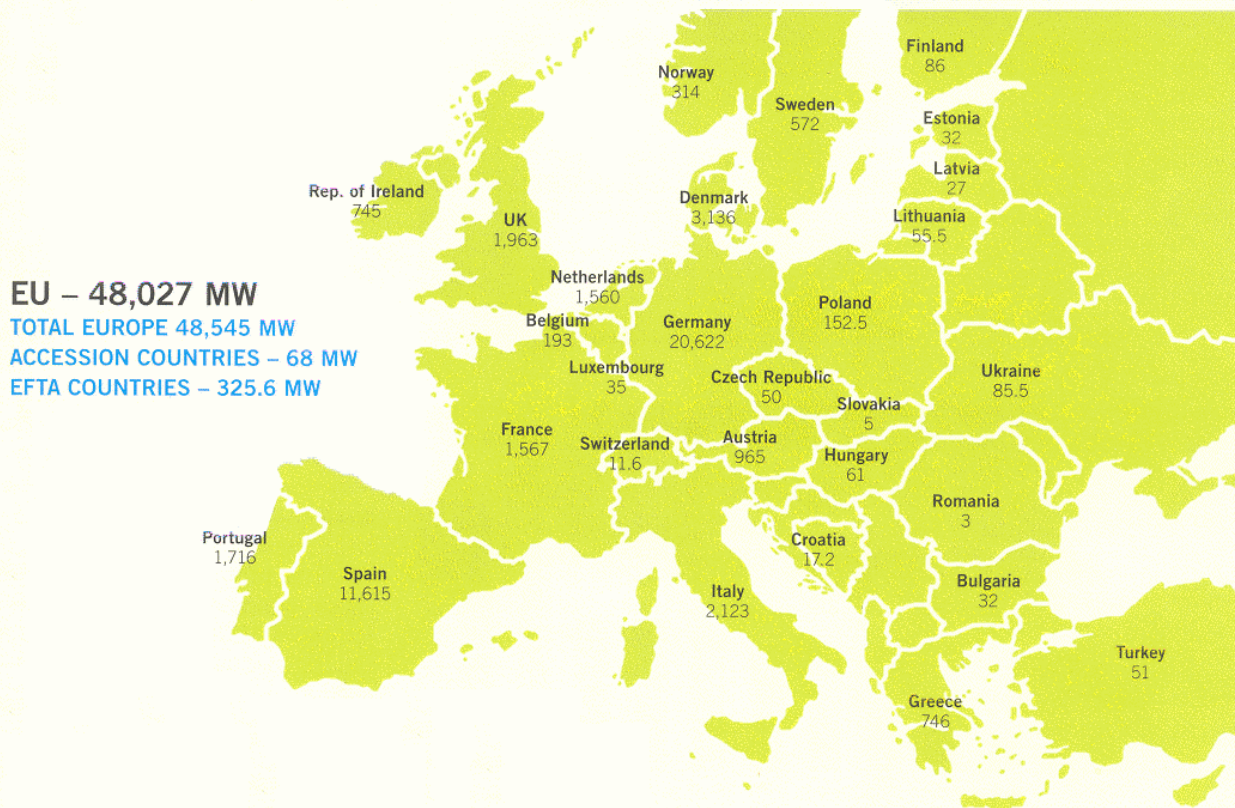 Finland
86
Norway
314
Sweden
572
Estonia
32
Latvia
27
Rep. of Ireland
745
Denmark
3,136
Lithuania
55.5
UK
1,963
Netherlands
1,560
EU – 48,027 MW
TOTAL EUROPE 48,545 MW
ACCESSION COUNTRIES – 68 MW
EFTA COUNTRIES – 325.6 MW
Poland
152.5
Belgium
193
Germany
20,622
Luxembourg
35
Czech Republic
50
Ukraine
85.5
Slovakia
5
France
1,567
Switzerland
11.6
Austria
965
Hungary
61
Romania
3
Portugal
1,716
Croatia
17.2
Spain
11,615
Italy
2,123
Bulgaria
32
Turkey
51
Greece
746